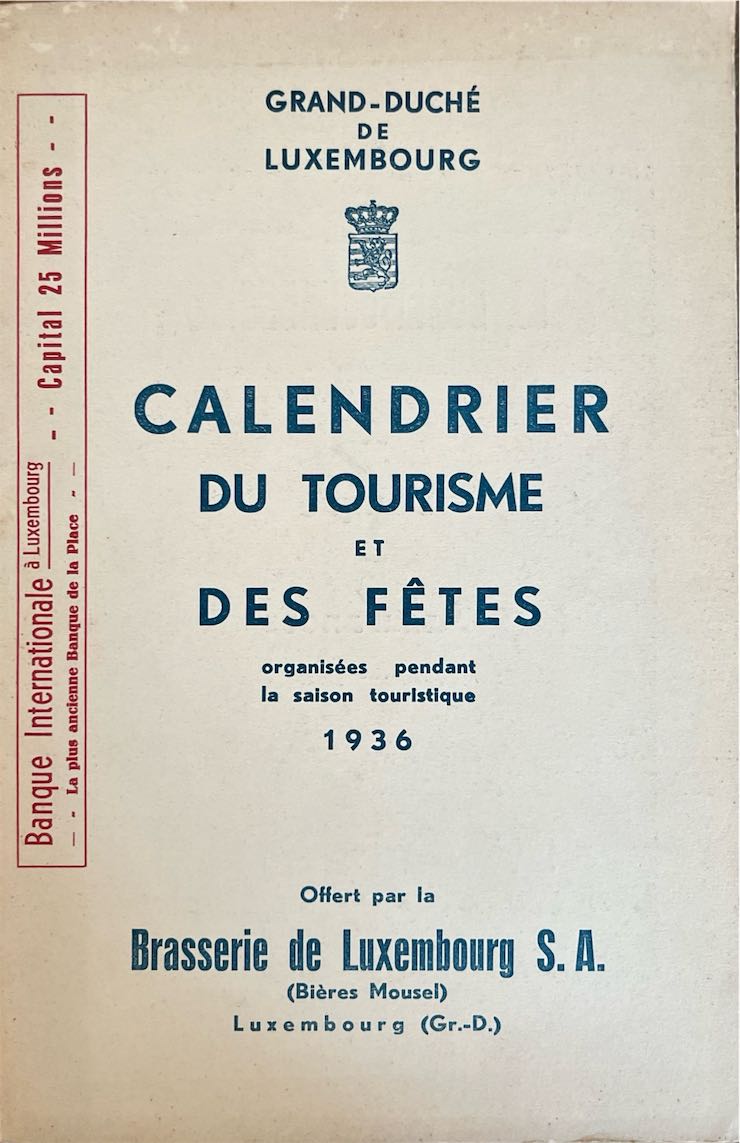 GRAND-DUCHÉ
DE
LUXEMBOURG
CALENDRIER
DU TOURISME
ET
DES FÊTES
organisées pendant
la saison touristique
1936
Offert par la
Brasserie de Luxembourg S. A.
(Bières Mousel)
Luxembourg (Gr.-D.)
Banque Internationale à Luxembourg - - Capital 25 Millions - -
— - La plus ancienne Banque de la Place - —